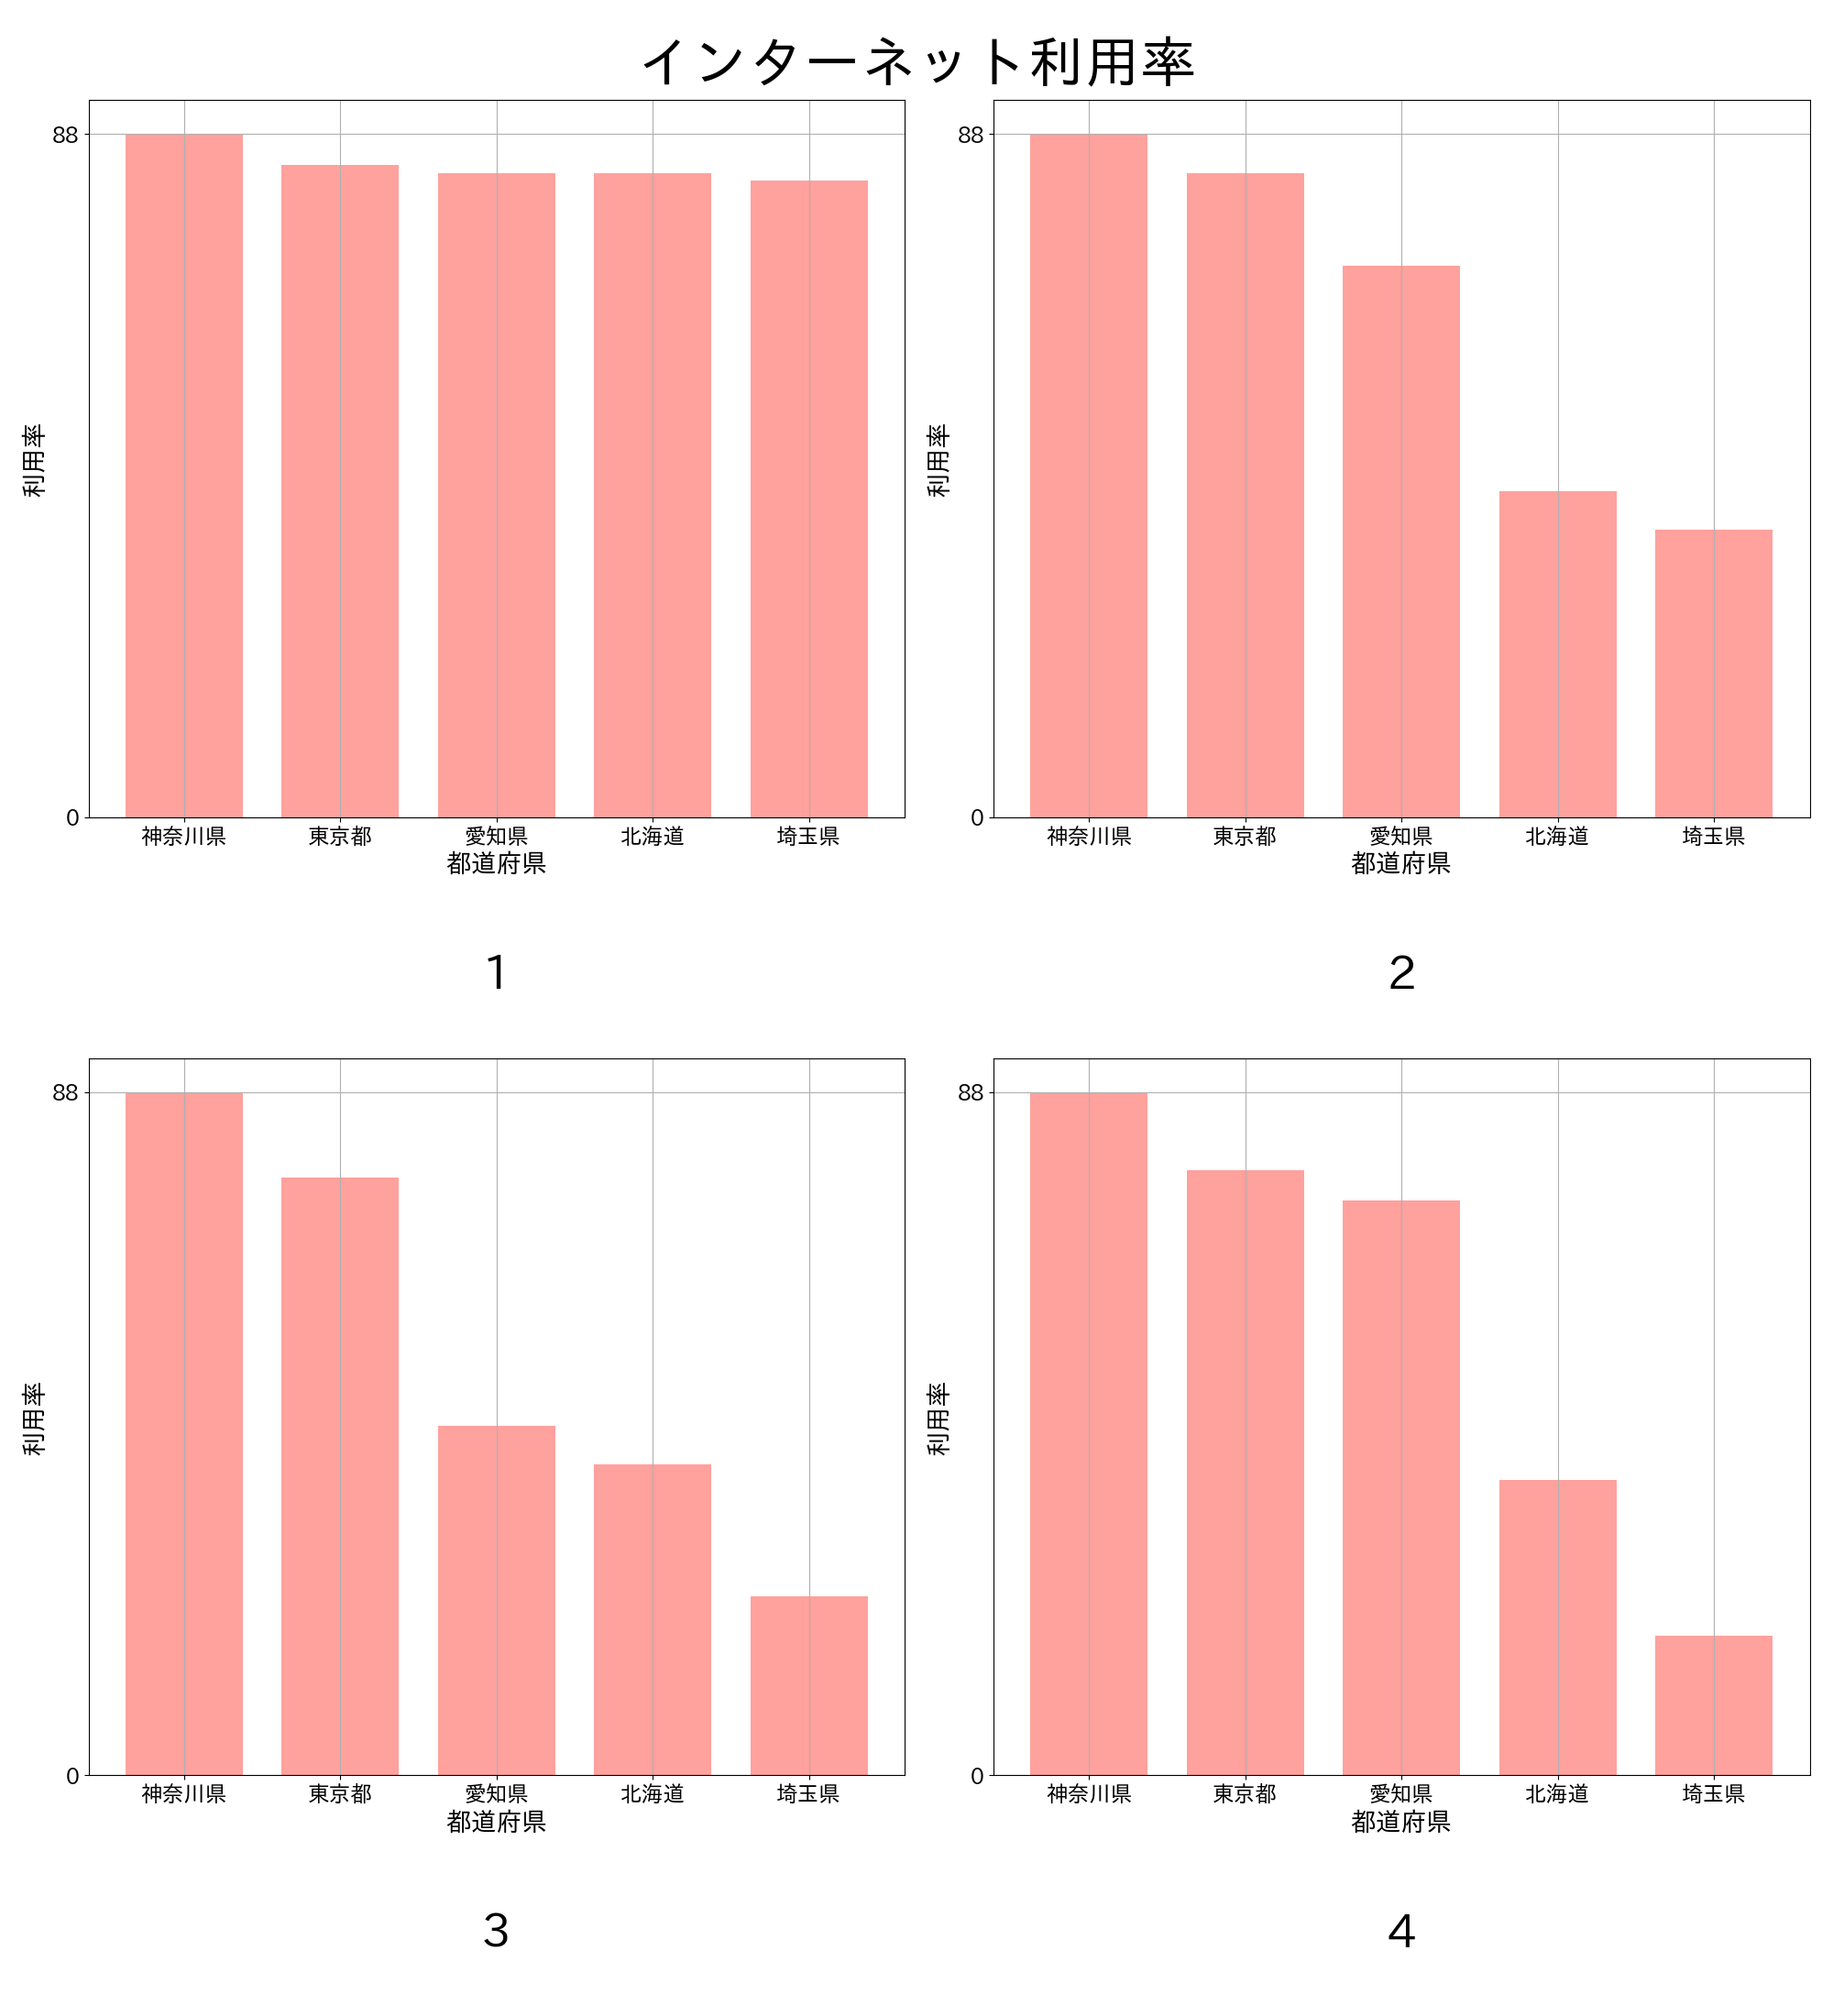 インターネット利用率
88
0
利用率
神奈川県 東京都 愛知県 北海道 埼玉県
都道府県
1
88
0
利用率
神奈川県 東京都 愛知県 北海道 埼玉県
都道府県
2
88
0
利用率
神奈川県 東京都 愛知県 北海道 埼玉県
都道府県
3
88
0
利用率
神奈川県 東京都 愛知県 北海道 埼玉県
都道府県
4